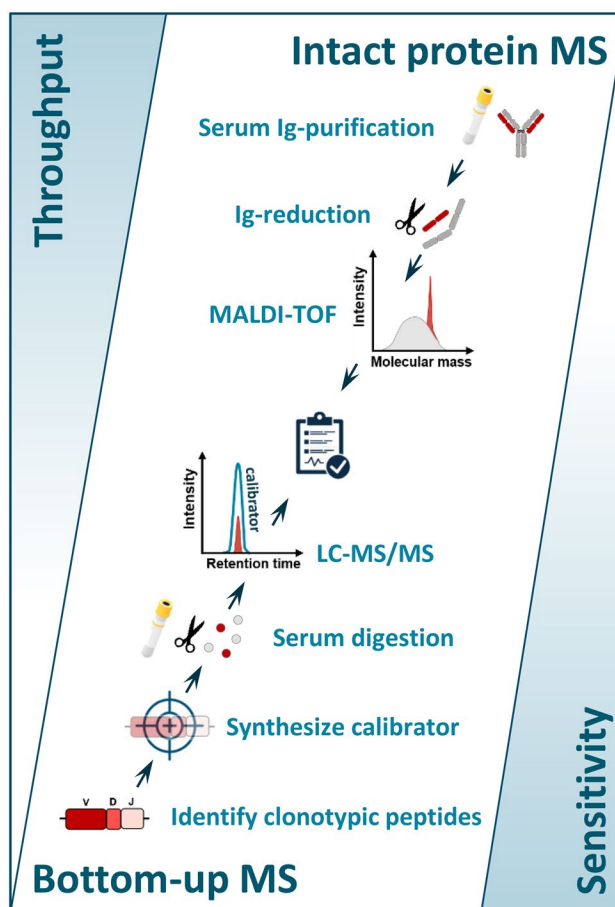 Throughput
Intact protein MS
Serum Ig-purification
Ig-reduction
MALDI-TOF
Intensity
Molecular mass
Intensity
calibrator
Retention time
LC-MS/MS
Serum digestion
Synthesize calibrator
V D J
Identify clonotypic peptides
Bottom-up MS
Sensitivity